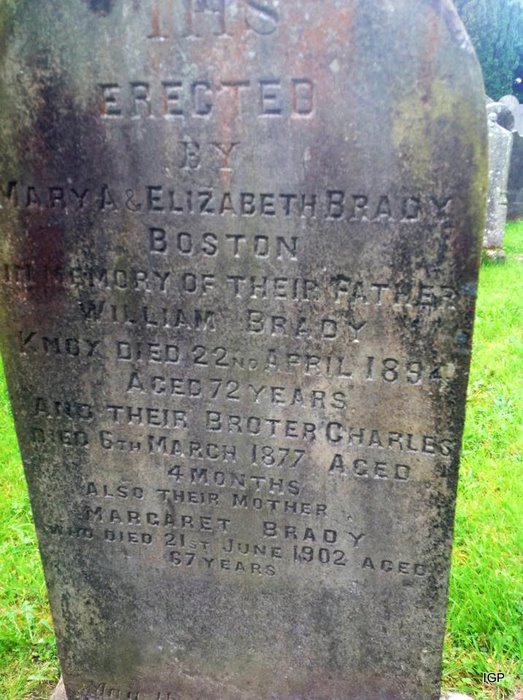 IHS
ERECTED
BY
MARY A & ELIZABETH BRADY
BOSTON
IN MEMORY OF THEIR FATHER
WILLIAM BRADY
KMOX DIED 22ND APRIL 1894
AGED 72 YEARS
AND THEIR BROTER CHARLES
DIED 6TH MARCH 1877 AGED
4 MONTHS
ALSO THEIR MOTHER
MARGARET BRADY
WHO DIED 21ST JUNE 1902 AGED
67 YEARS
IGP